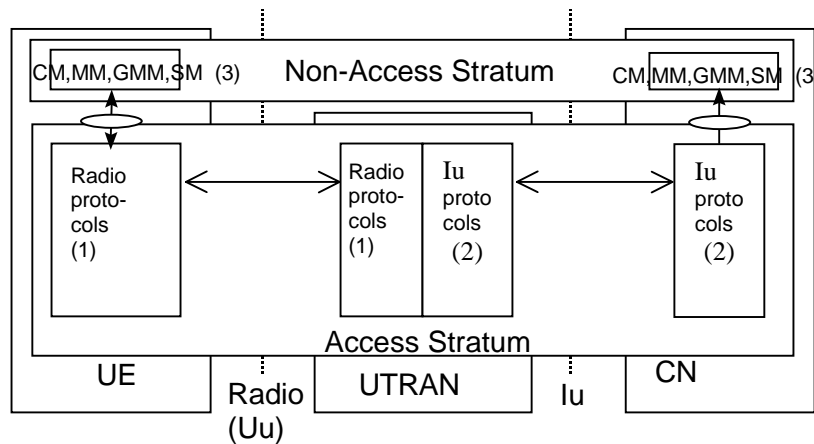 Non-Access Stratum
CM,MM,GMM,SM (3)
CM,MM,GMM,SM (3
Radio
proto-
cols
(1)
Radio
proto-
cols
(1)
Iu
proto
cols
(2)
Iu
proto
cols
(2)
Access Stratum
UE
Radio
(Uu)
UTRAN
Iu
CN